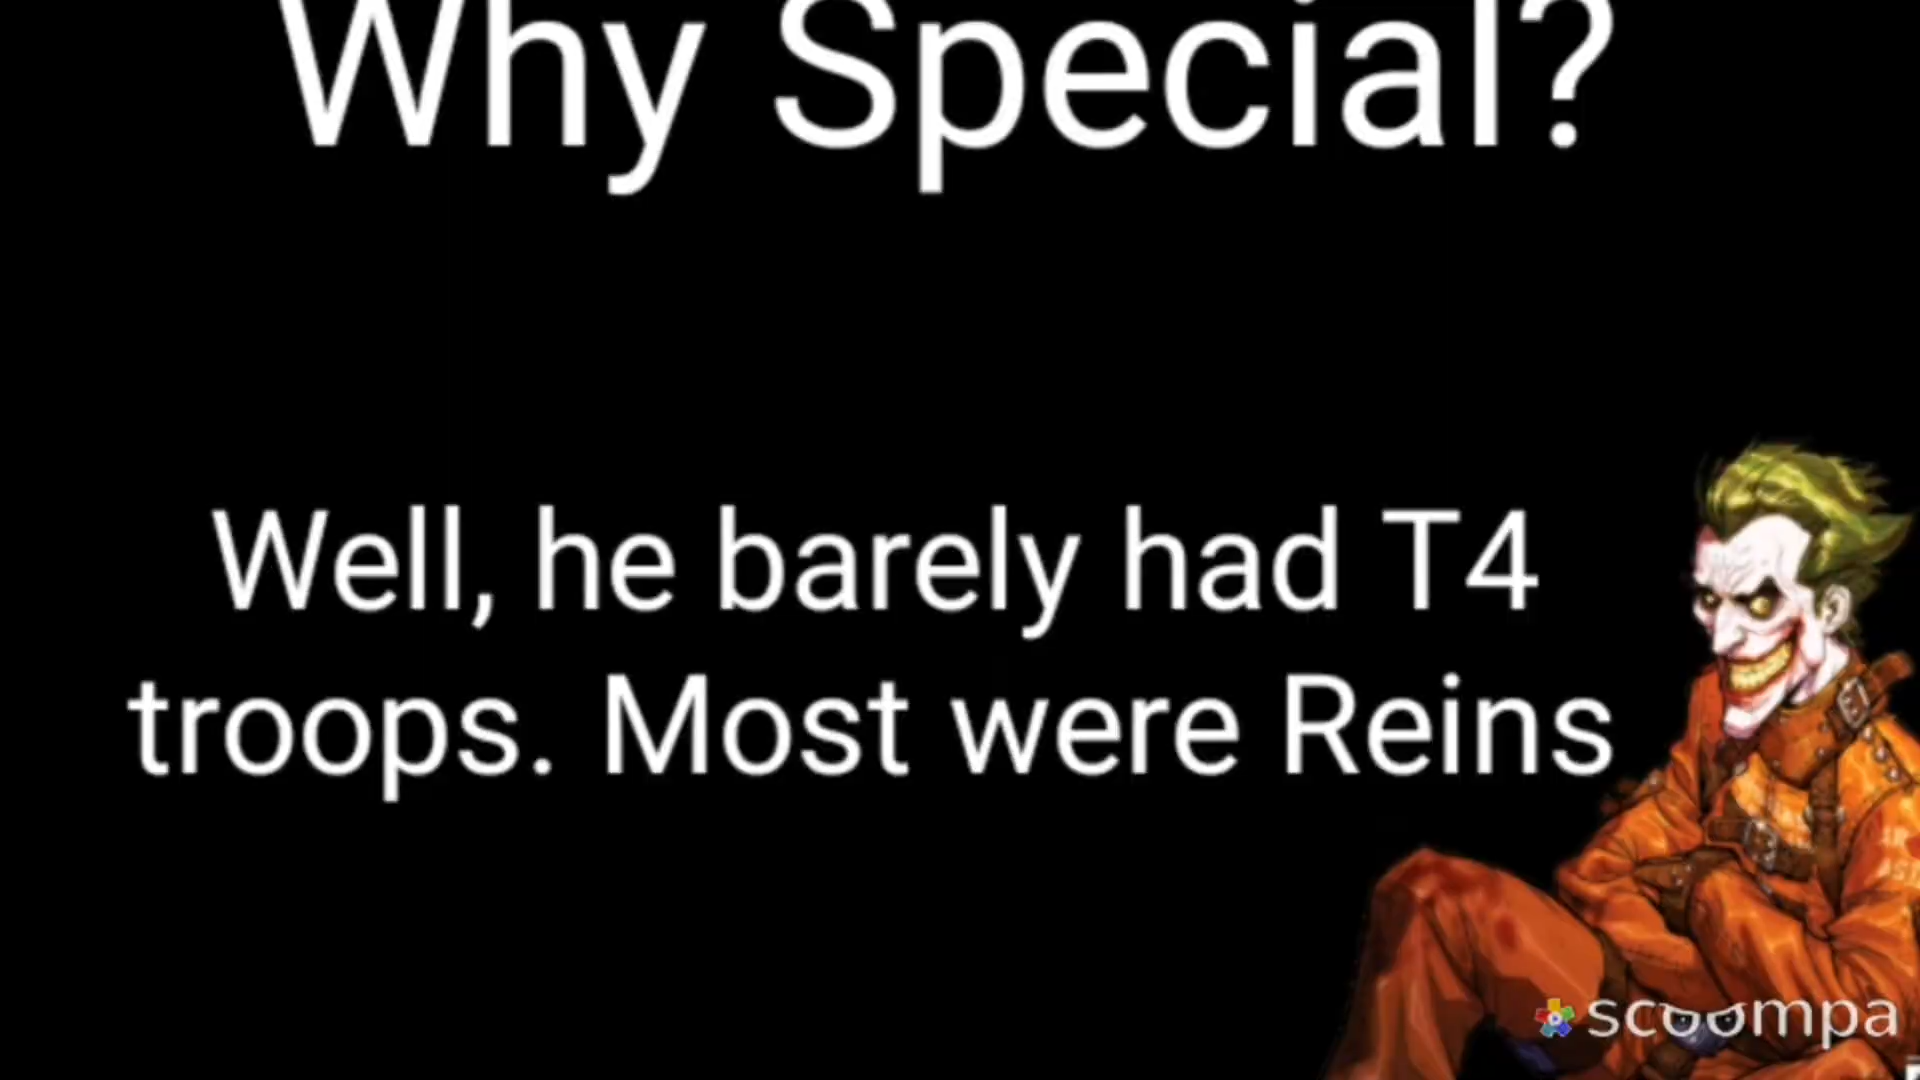 Why Special?
Well, he barely had T4
troops. Most were Reins
scoompa